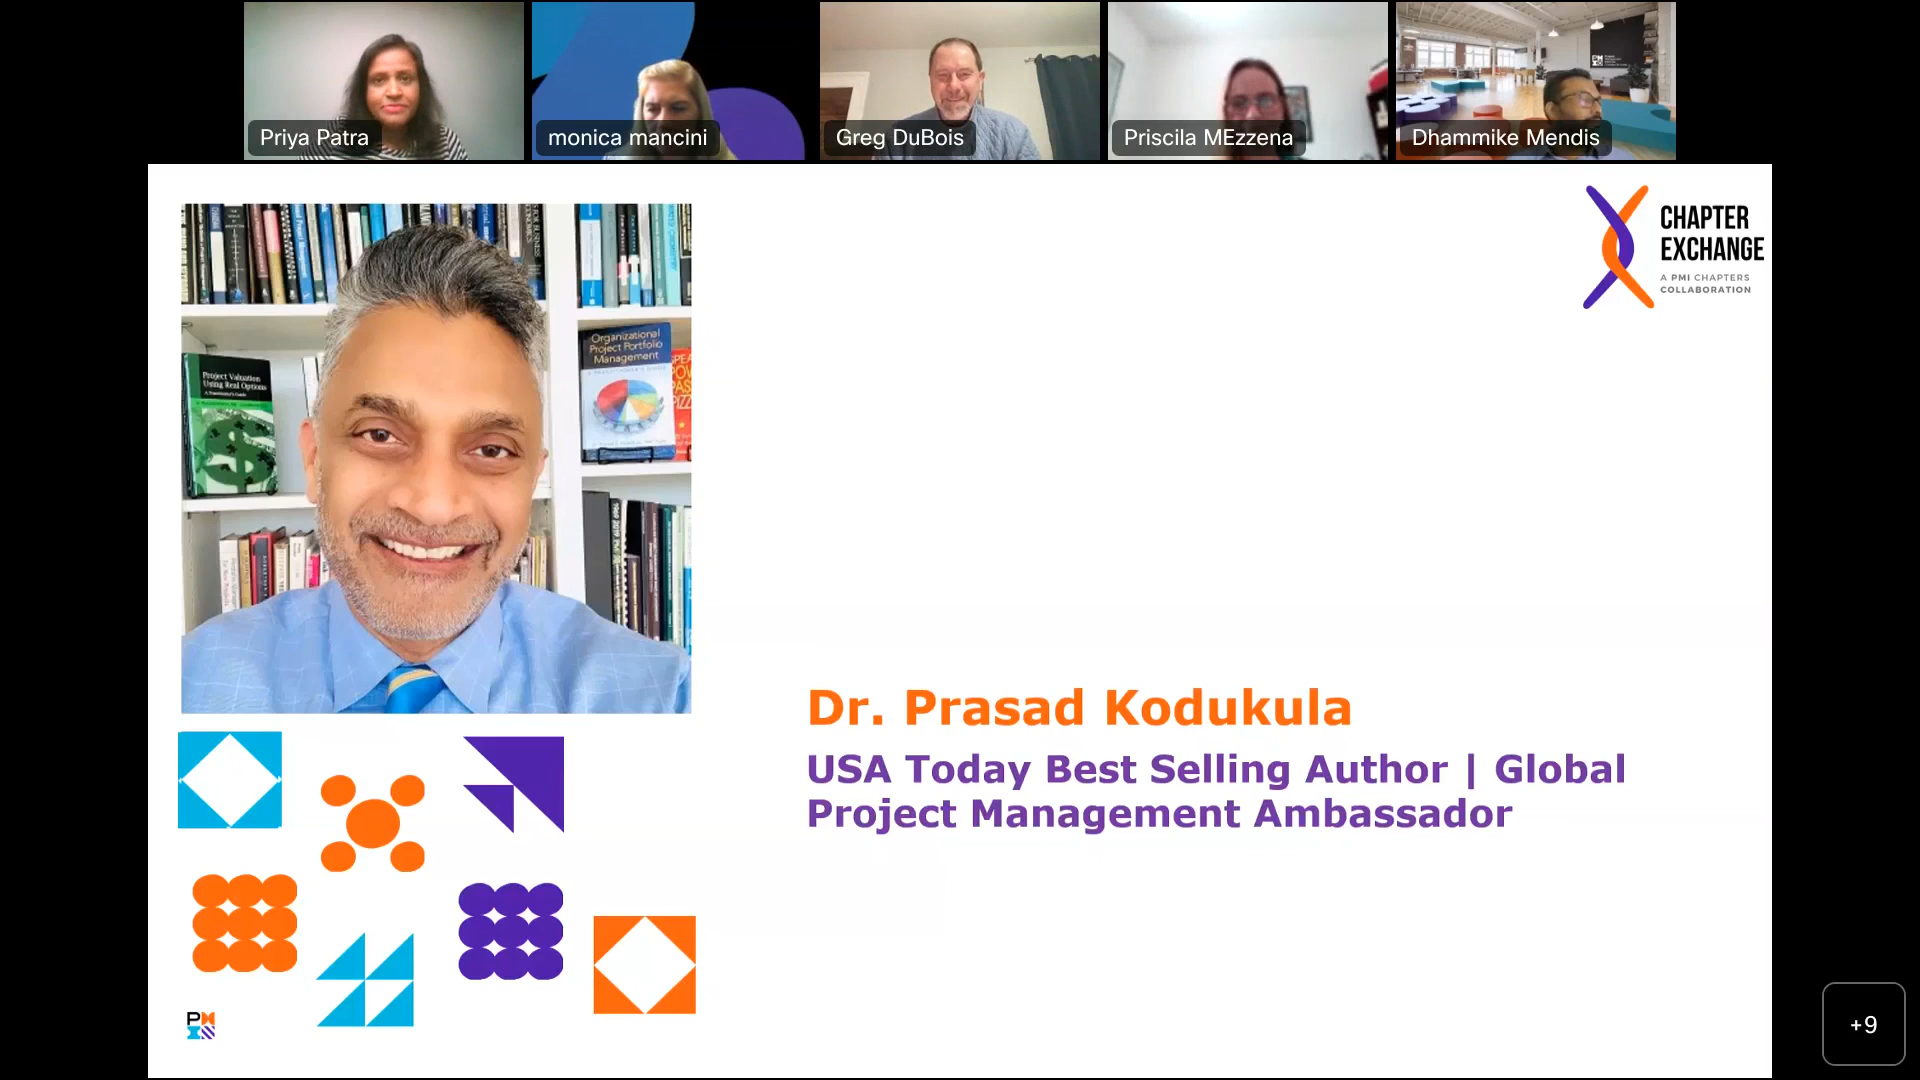 Priya Patra
monica mancini
Greg DuBois
Priscila MEzzena
Dhammike Mendis
CHAPTER
EXCHANGE
A PMI CHAPTERS
COLLABORATION
Organizational
Project Portfolio
Management
Project Valuation
Using Real Options
Dr. Prasad Kodukula
USA Today Best Selling Author | Global
Project Management Ambassador
+9